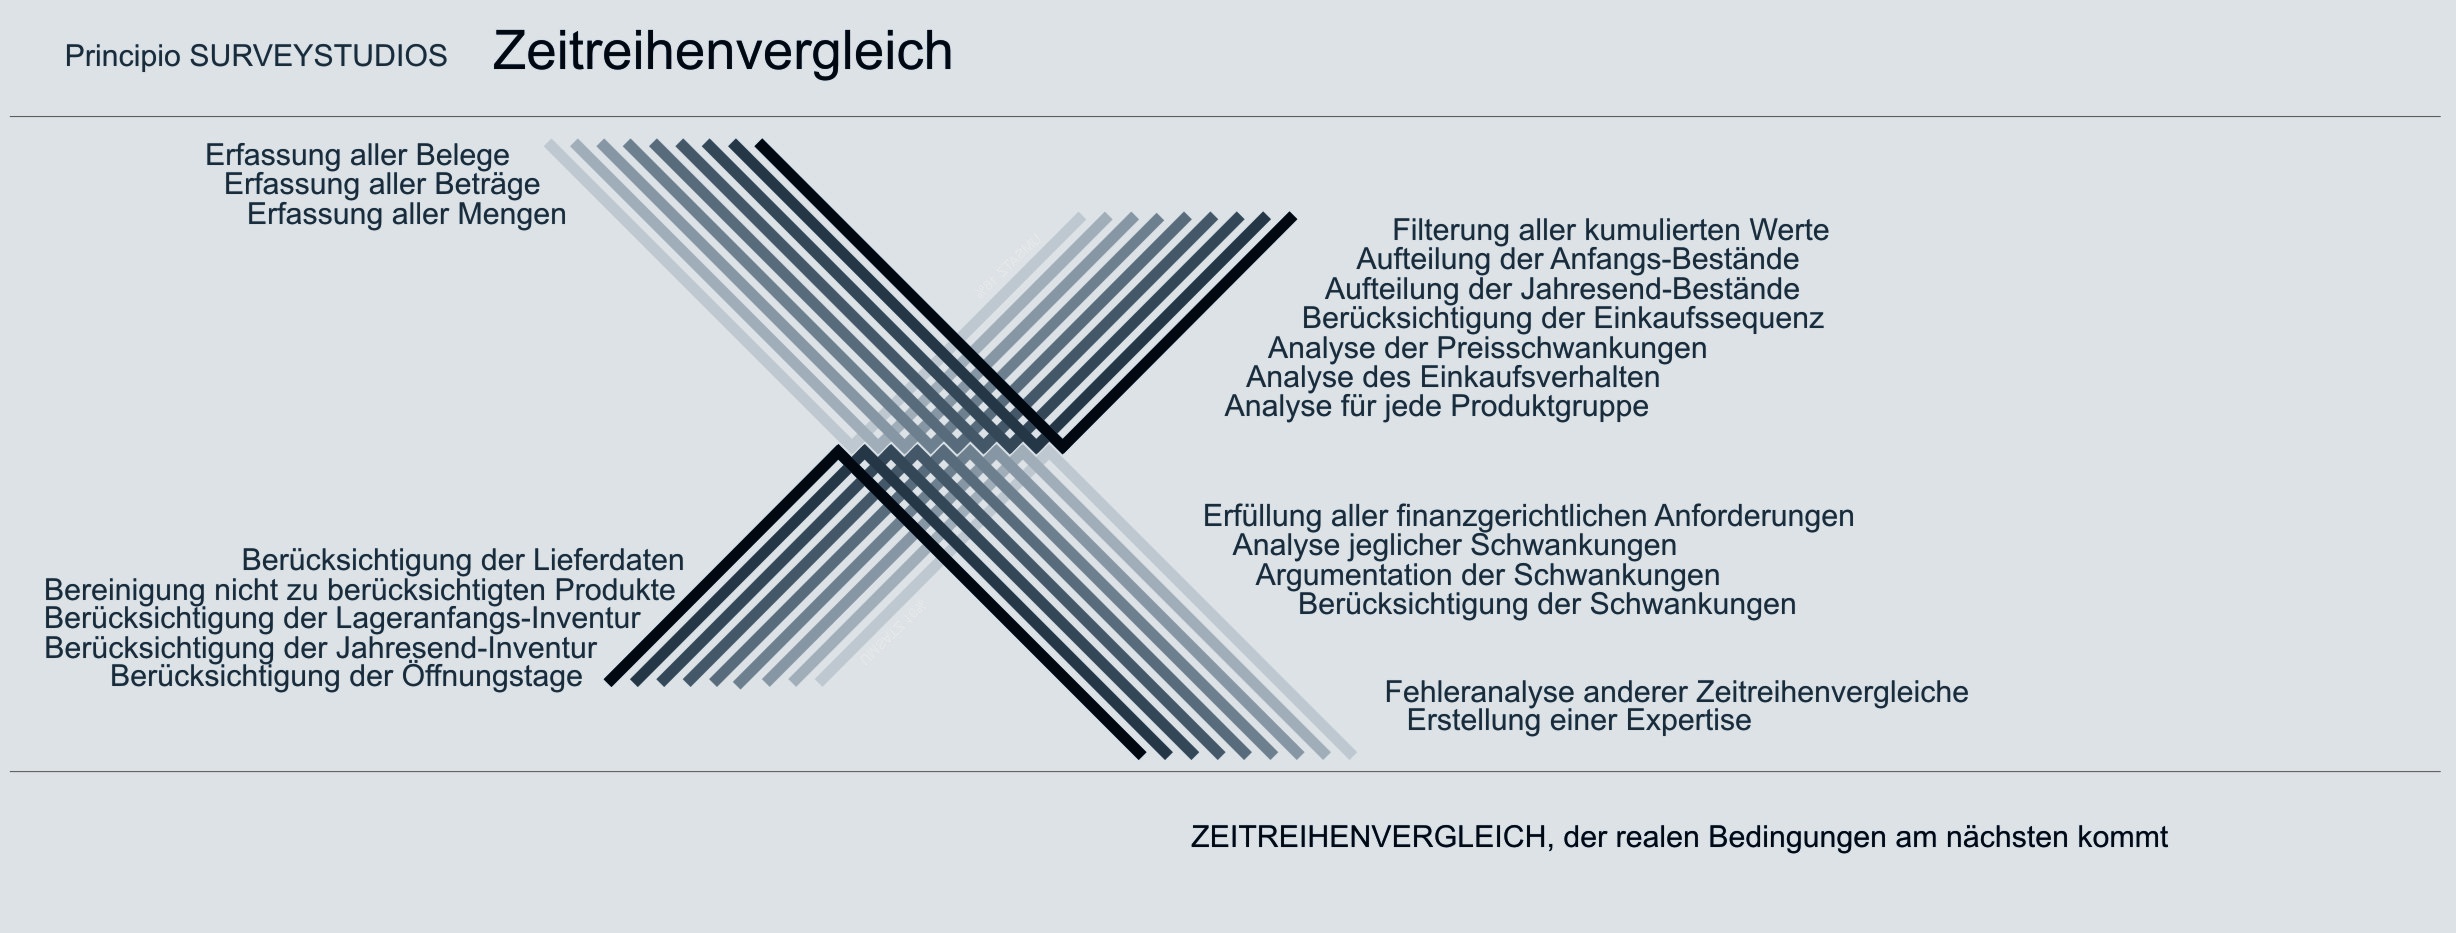 Principio SURVEYSTUDIOS Zeitreihenvergleich
Erfassung aller Belege
Erfassung aller Beträge
Erfassung aller Mengen
Filterung aller kumulierten Werte
Aufteilung der Anfangs-Bestände
Aufteilung der Jahresend-Bestände
Berücksichtigung der Einkaufssequenz
Analyse der Preisschwankungen
Analyse des Einkaufsverhalten
Analyse für jede Produktgruppe
Berücksichtigung der Lieferdaten
Bereinigung nicht zu berücksichtigten Produkte
Berücksichtigung der Lageranfangs-Inventur
Berücksichtigung der Jahresend-Inventur
Berücksichtigung der Öffnungstage
Erfüllung aller finanzgerichtlichen Anforderungen
Analyse jeglicher Schwankungen
Argumentation der Schwankungen
Berücksichtigung der Schwankungen
Fehleranalyse anderer Zeitreihenvergleiche
Erstellung einer Expertise
ZEITREIHENVERGLEICH, der realen Bedingungen am nächsten kommt